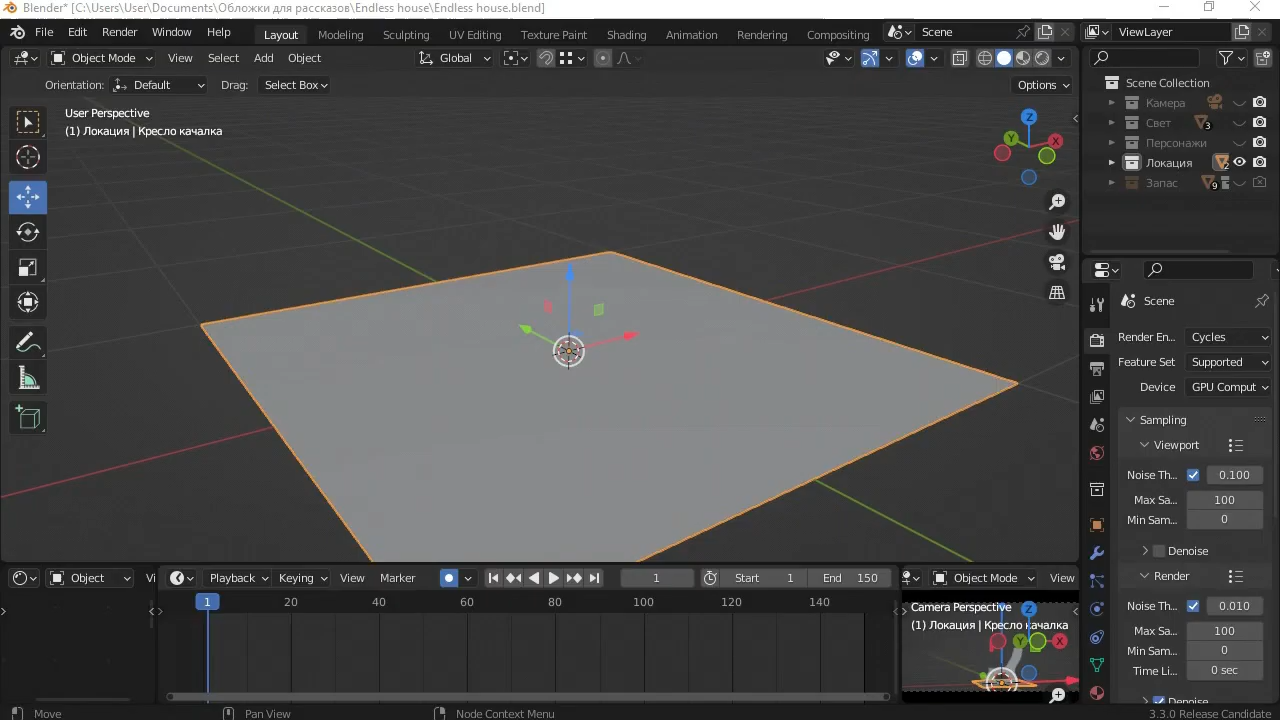 Blender* [C:\Users\User\Documents\Обложки для рассказов\Endless house\Endless house.blend]
File Edit Render Window Help Layout Modeling Sculpting UV Editing Texture Paint Shading Animation Rendering Compositing Scene ViewLayer
Object Mode View Select Add Object Global
Orientation: Default Drag: Select Box Options
User Perspective
(1) Локация | Кресло качалка
Z
Y X
Scene Collection
Камера
Свет 3
Персонажи
Локация 2
Запас 9
Scene
Render En... Cycles
Feature Set Supported
Device GPU Comput
Sampling
Viewport
Noise Th... 0.100
Max Sa... 100
Min Sam... 0
Denoise
Render
Noise Th... 0.010
Max Sa... 100
Min Sam... 0
Time Li... 0 sec
Denoise
Object Vi Playback Keying View Marker 1 Start 1 End 150 Object Mode View
1 20 40 60 80 100 120 140
Camera Perspective
(1) Локация | Кресло качалка
Z
Y X
Move Pan View Node Context Menu 3.3.0 Release Candidate